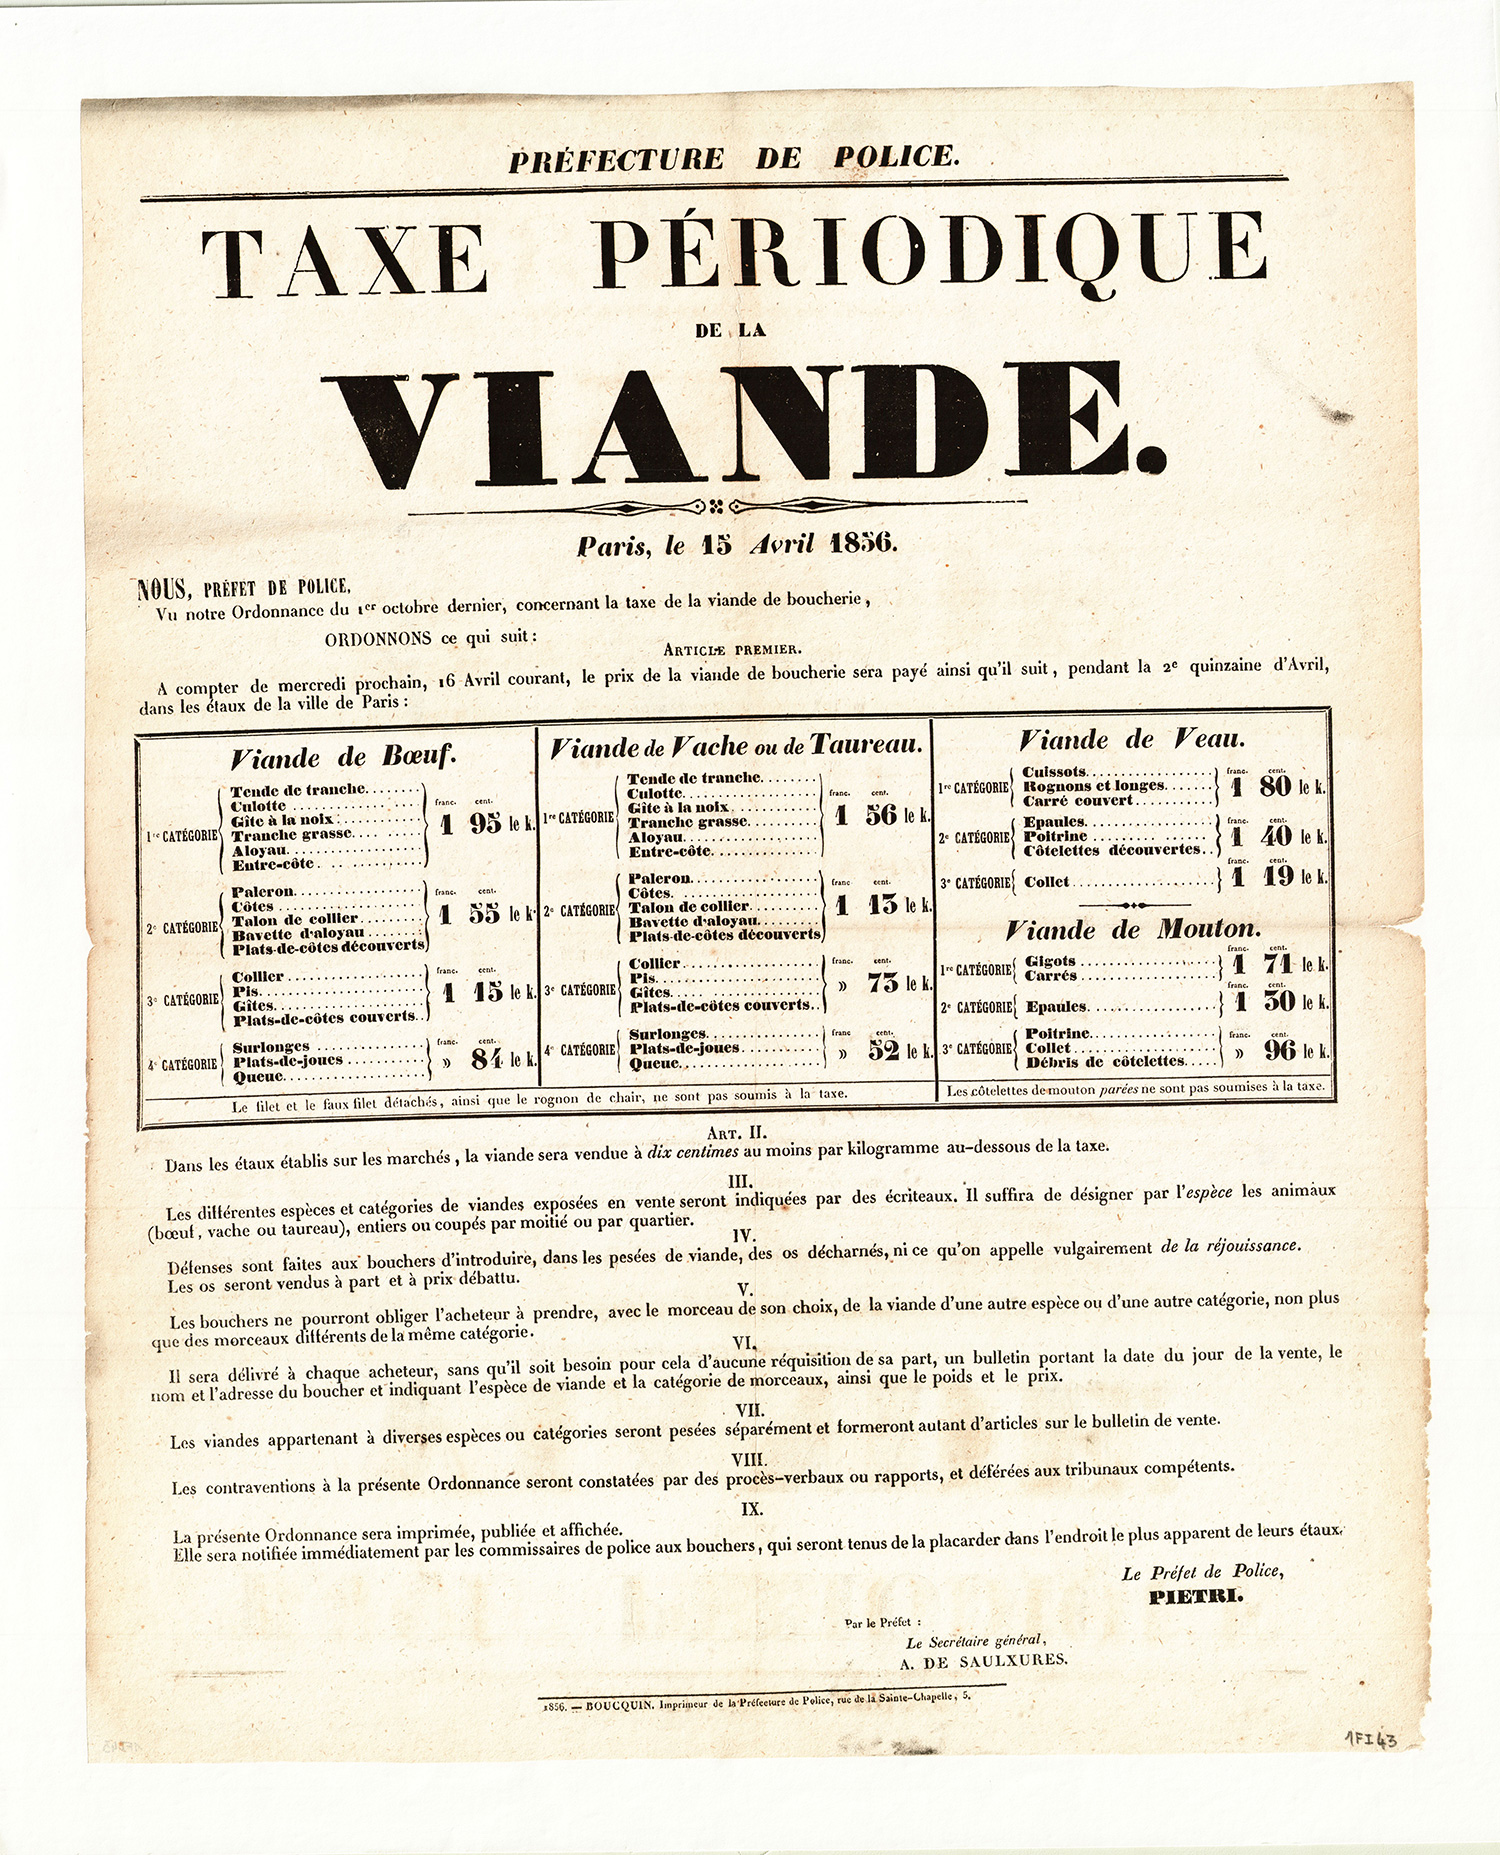 PRÉFECTURE DE POLICE.
TAXE PÉRIODIQUE
DE LA
VIANDE.
Paris, le 15 Avril 1856.
NOUS, PRÉFET DE POLICE,
Vu notre Ordonnance du 1er octobre dernier, concernant la taxe de la viande de boucherie,
ORDONNONS ce qui suit :
ARTICLE PREMIER.
A compter de mercredi prochain, 16 Avril courant, le prix de la viande de boucherie sera payé ainsi qu'il suit, pendant la 2e quinzaine d'Avril,
dans les étaux de la ville de Paris :
Viande de Bœuf.
1re CATÉGORIE
Tende de tranche
Culotte
Gîte à la noix
Tranche grasse
Aloyau
Entre-côte
franc. cent.
1 95 le k.
2e CATÉGORIE
Paleron
Côtes
Talon de collier
Bavette d'aloyau
Plats-de-côtes découverts
franc. cent.
1 55 le k.
3e CATÉGORIE
Collier
Pis
Gîtes
Plats-de-côtes couverts
franc. cent.
1 15 le k.
4e CATÉGORIE
Surlonges
Plats-de-joues
Queue
franc. cent.
» 84 le k.
Viande de Vache ou de Taureau.
1re CATÉGORIE
Tende de tranche
Culotte
Gîte à la noix
Tranche grasse
Aloyau
Entre-côte
franc. cent.
1 56 le k.
2e CATÉGORIE
Paleron
Côtes
Talon de collier
Bavette d'aloyau
Plats-de-côtes découverts
franc. cent.
1 13 le k.
3e CATÉGORIE
Collier
Pis
Gîtes
Plats-de-côtes couverts
franc. cent.
» 73 le k.
4e CATÉGORIE
Surlonges
Plats-de-joues
Queue
franc cent.
» 52 le k.
Le filet et le faux filet détachés, ainsi que le rognon de chair, ne sont pas soumis à la taxe.
Viande de Veau.
1re CATÉGORIE
Cuissots
Rognons et longes
Carré couvert
franc. cent.
1 80 le k.
2e CATÉGORIE
Epaules
Poitrine
Côtelettes découvertes
franc. cent.
1 40 le k.
3e CATÉGORIE
Collet
franc. cent.
1 19 le k.
Viande de Mouton.
1re CATÉGORIE
Gigots
Carrés
franc. cent.
1 71 le k.
2e CATÉGORIE
Epaules
franc. cent.
1 30 le k.
3e CATÉGORIE
Poitrine
Collet
Débris de côtelettes
franc. cent.
» 96 le k.
Les côtelettes de mouton parées ne sont pas soumises à la taxe.
ART. II.
Dans les étaux établis sur les marchés, la viande sera vendue à dix centimes au moins par kilogramme au-dessous de la taxe.
III.
Les différentes espèces et catégories de viandes exposées en vente seront indiquées par des écriteaux. Il suffira de désigner par l'espèce les animaux
(bœuf, vache ou taureau), entiers ou coupés par moitié ou par quartier.
IV.
Défenses sont faites aux bouchers d'introduire, dans les pesées de viande, des os décharnés, ni ce qu'on appelle vulgairement de la réjouissance.
Les os seront vendus à part et à prix débattu.
V.
Les bouchers ne pourront obliger l'acheteur à prendre, avec le morceau de son choix, de la viande d'une autre espèce ou d'une autre catégorie, non plus
que des morceaux différents de la même catégorie.
VI.
Il sera délivré à chaque acheteur, sans qu'il soit besoin pour cela d'aucune réquisition de sa part, un bulletin portant la date du jour de la vente, le
nom et l'adresse du boucher et indiquant l'espèce de viande et la catégorie de morceaux, ainsi que le poids et le prix.
VII.
Les viandes appartenant à diverses espèces ou catégories seront pesées séparément et formeront autant d'articles sur le bulletin de vente.
VIII.
Les contraventions à la présente Ordonnance seront constatées par des procès-verbaux ou rapports, et déférées aux tribunaux compétents.
IX.
La présente Ordonnance sera imprimée, publiée et affichée.
Elle sera notifiée immédiatement par les commissaires de police aux bouchers, qui seront tenus de la placarder dans l'endroit le plus apparent de leurs étaux.
Le Préfet de Police,
PIETRI.
Par le Préfet :
Le Secrétaire général,
A. DE SAULXURES.
1856. — BOUCQUIN, Imprimeur de la Préfecture de Police, rue de la Sainte-Chapelle, 5.
1FI43